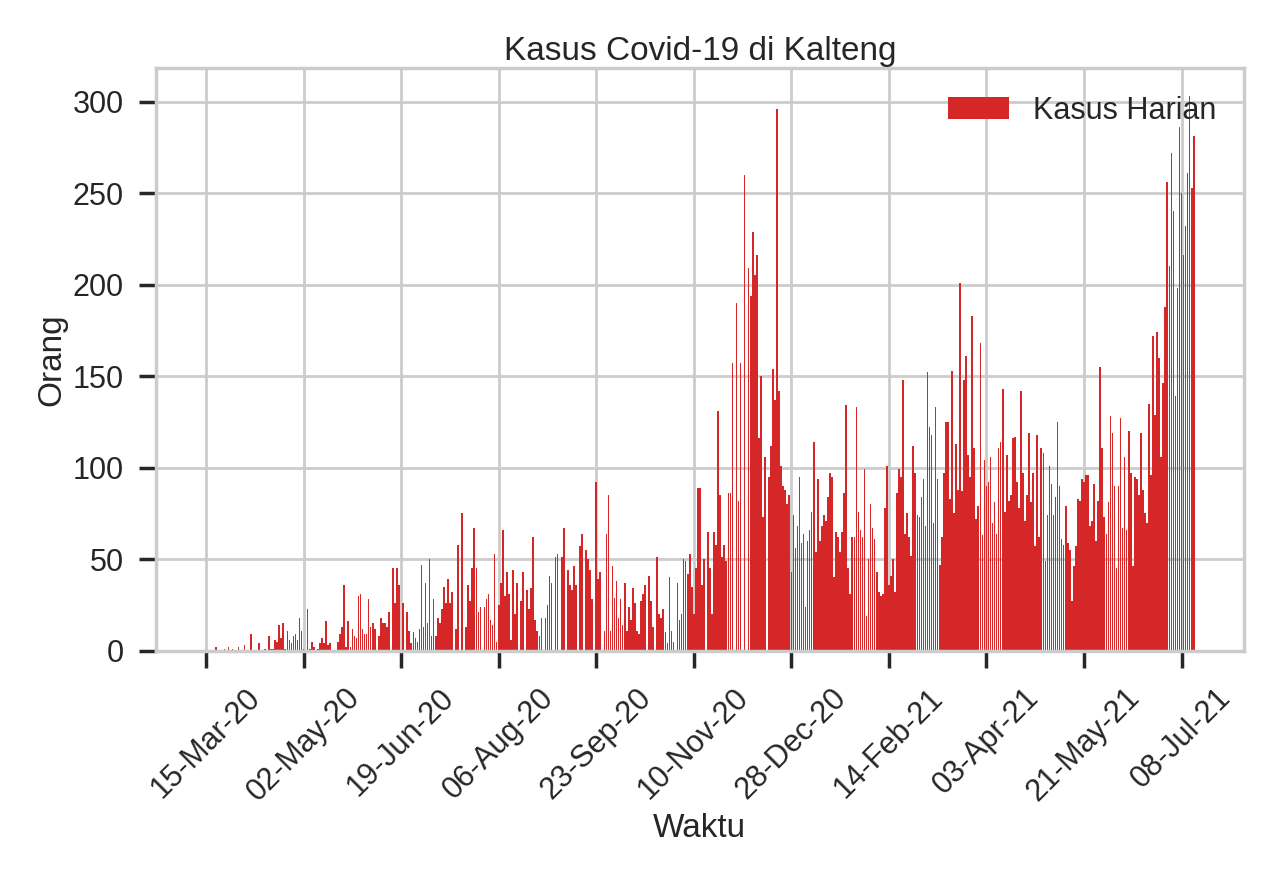 Kasus Covid-19 di Kalteng
Kasus Harian
300
250
200
150
100
50
0
Orang
15-Mar-20
02-May-20
19-Jun-20
06-Aug-20
23-Sep-20
10-Nov-20
28-Dec-20
14-Feb-21
03-Apr-21
21-May-21
08-Jul-21
Waktu